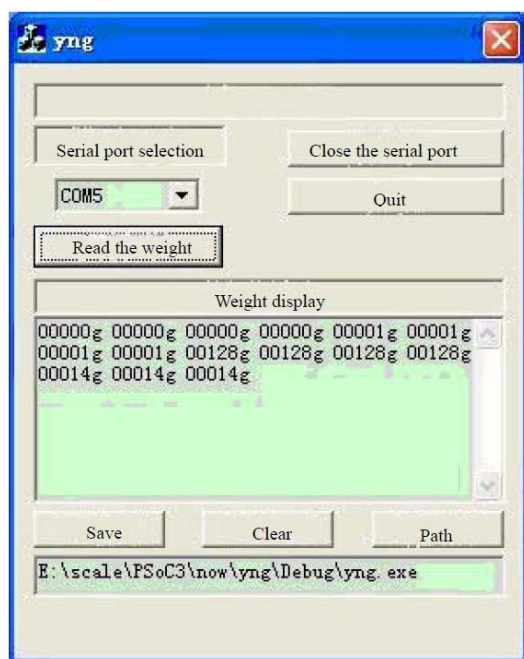 yng
Serial port selection
Close the serial port
COM5
Quit
Read the weight
Weight display
00000g 00000g 00000g 00000g 00001g 00001g
00001g 00001g 00128g 00128g 00128g 00128g
00014g 00014g 00014g
Save Clear Path
E:\scale\PSoC3\now\yng\Debug\yng.exe